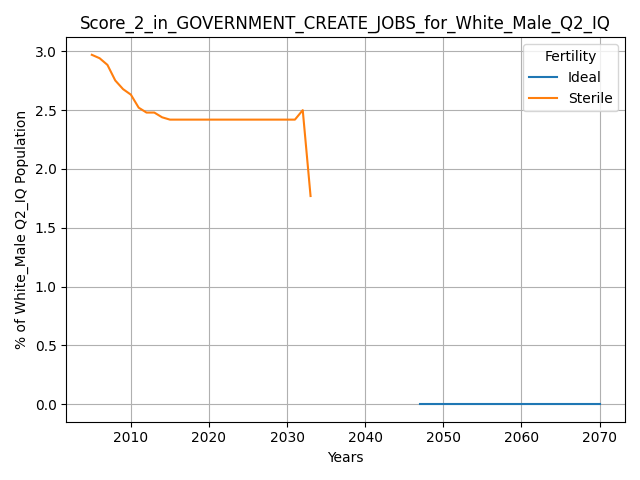 Score_2_in_GOVERNMENT_CREATE_JOBS_for_White_Male_Q2_IQ
% of White_Male Q2_IQ Population
3.0
2.5
2.0
1.5
1.0
0.5
0.0
Fertility
Ideal
Sterile
2010 2020 2030 2040 2050 2060 2070
Years